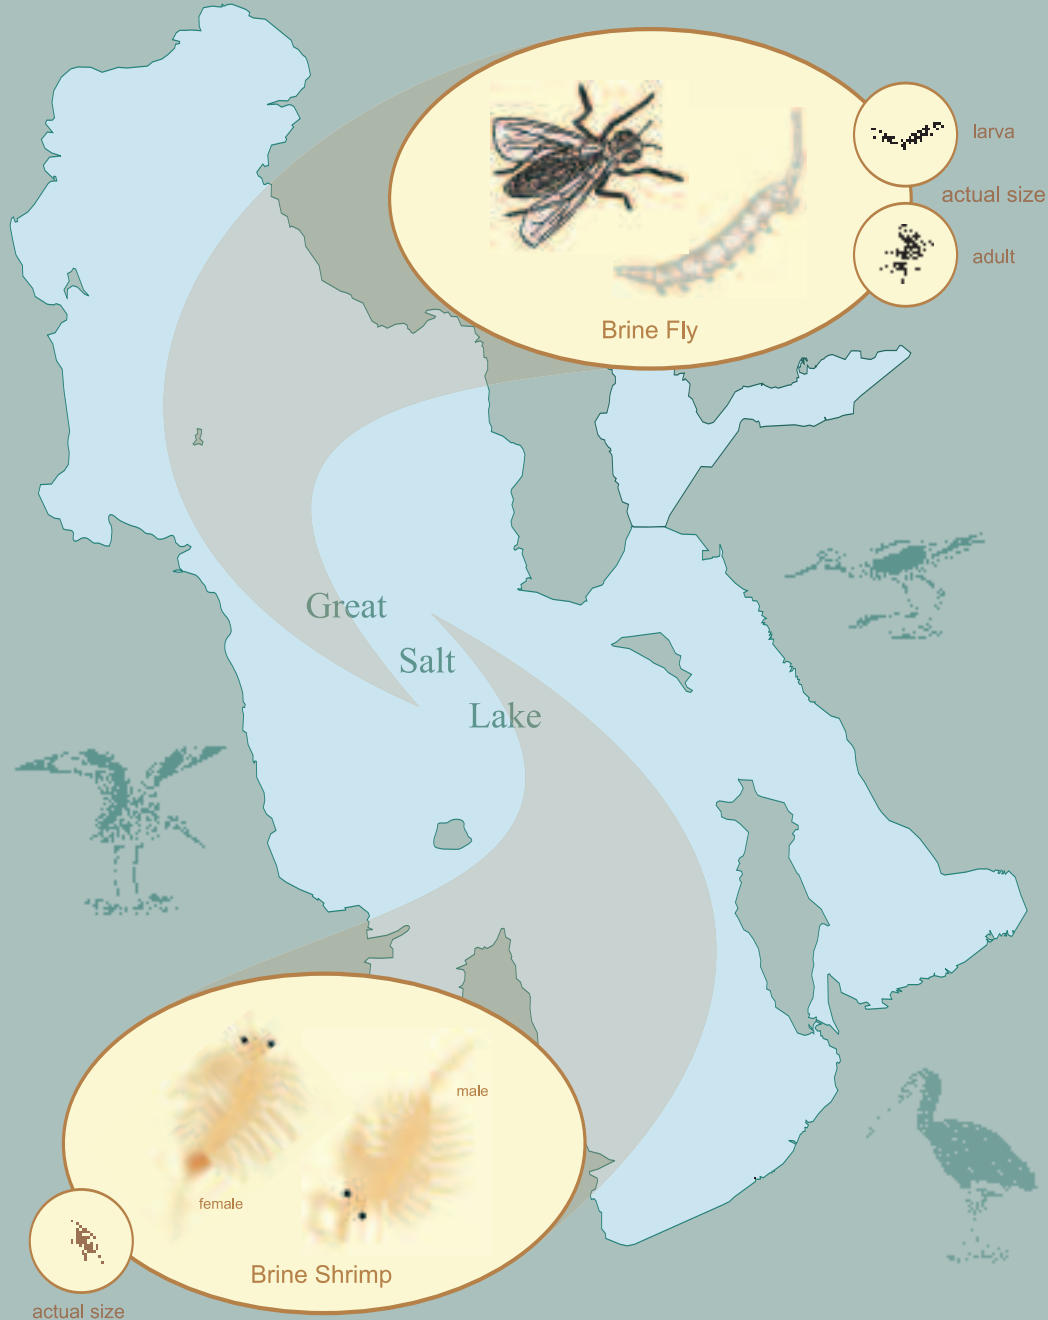 larva
actual size
adult
Brine Fly
Great
Salt
Lake
male
female
Brine Shrimp
actual size